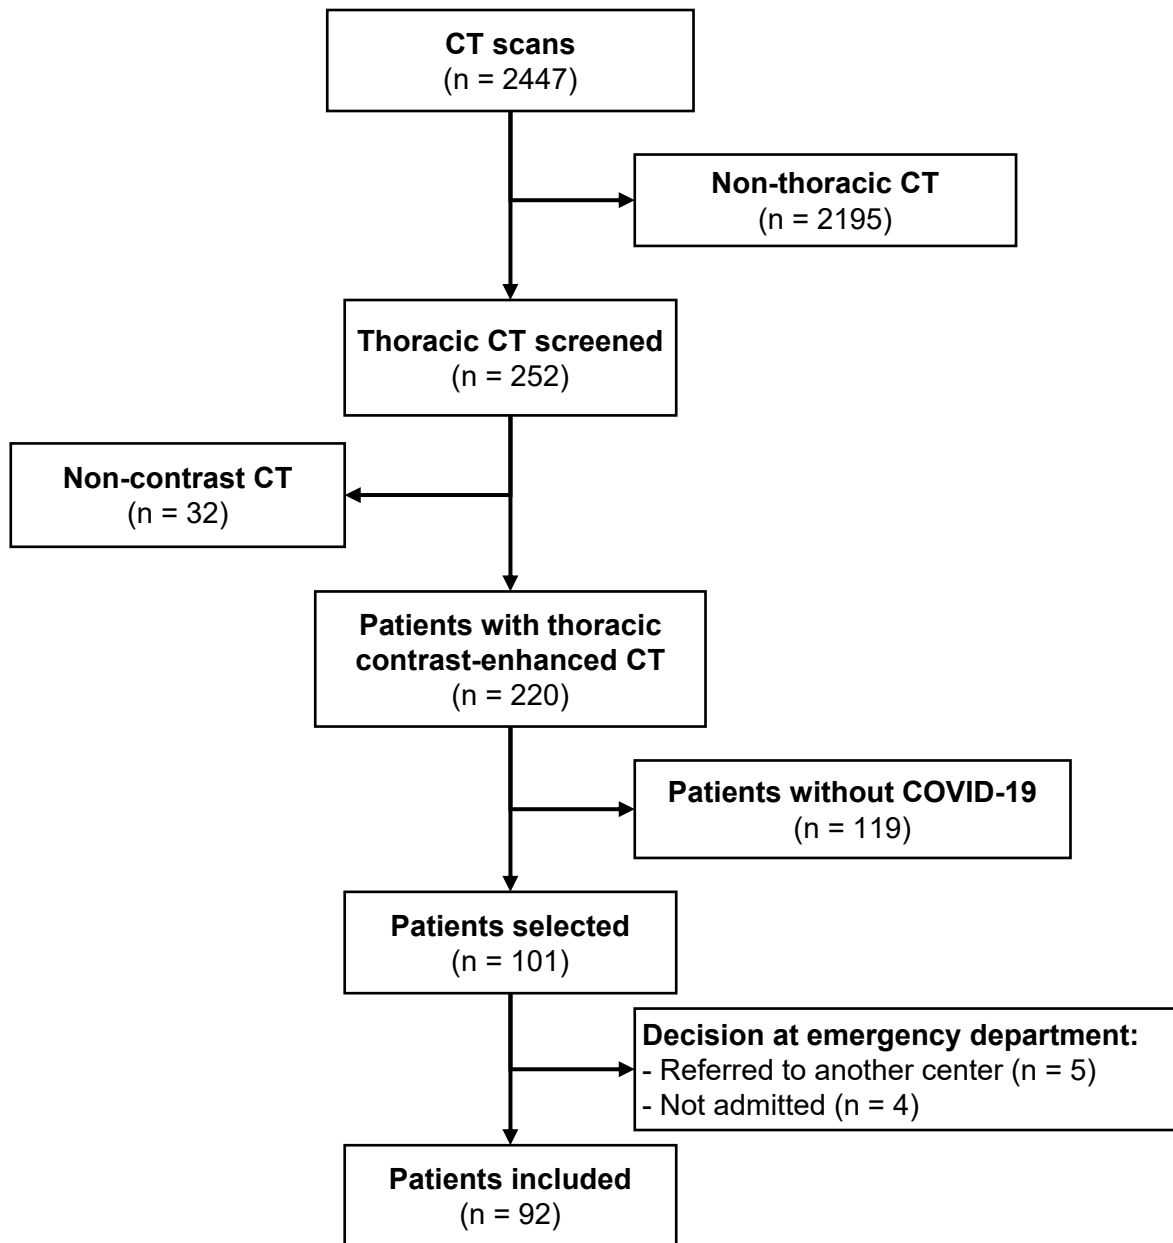 CT scans
(n = 2447)
Non-thoracic CT
(n = 2195)
Thoracic CT screened
(n = 252)
Non-contrast CT
(n = 32)
Patients with thoracic
contrast-enhanced CT
(n = 220)
Patients without COVID-19
(n = 119)
Patients selected
(n = 101)
Decision at emergency department:
- Referred to another center (n = 5)
- Not admitted (n = 4)
Patients included
(n = 92)